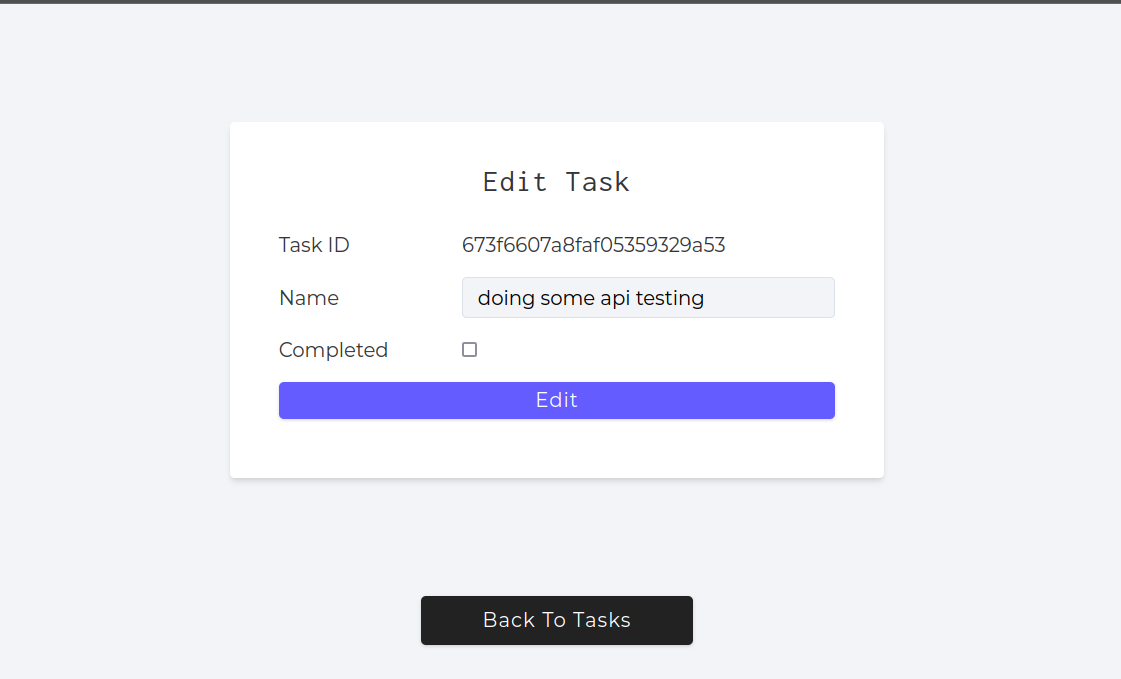 Edit Task
Task ID 673f6607a8faf05359329a53
Name doing some api testing
Completed
Edit
Back To Tasks